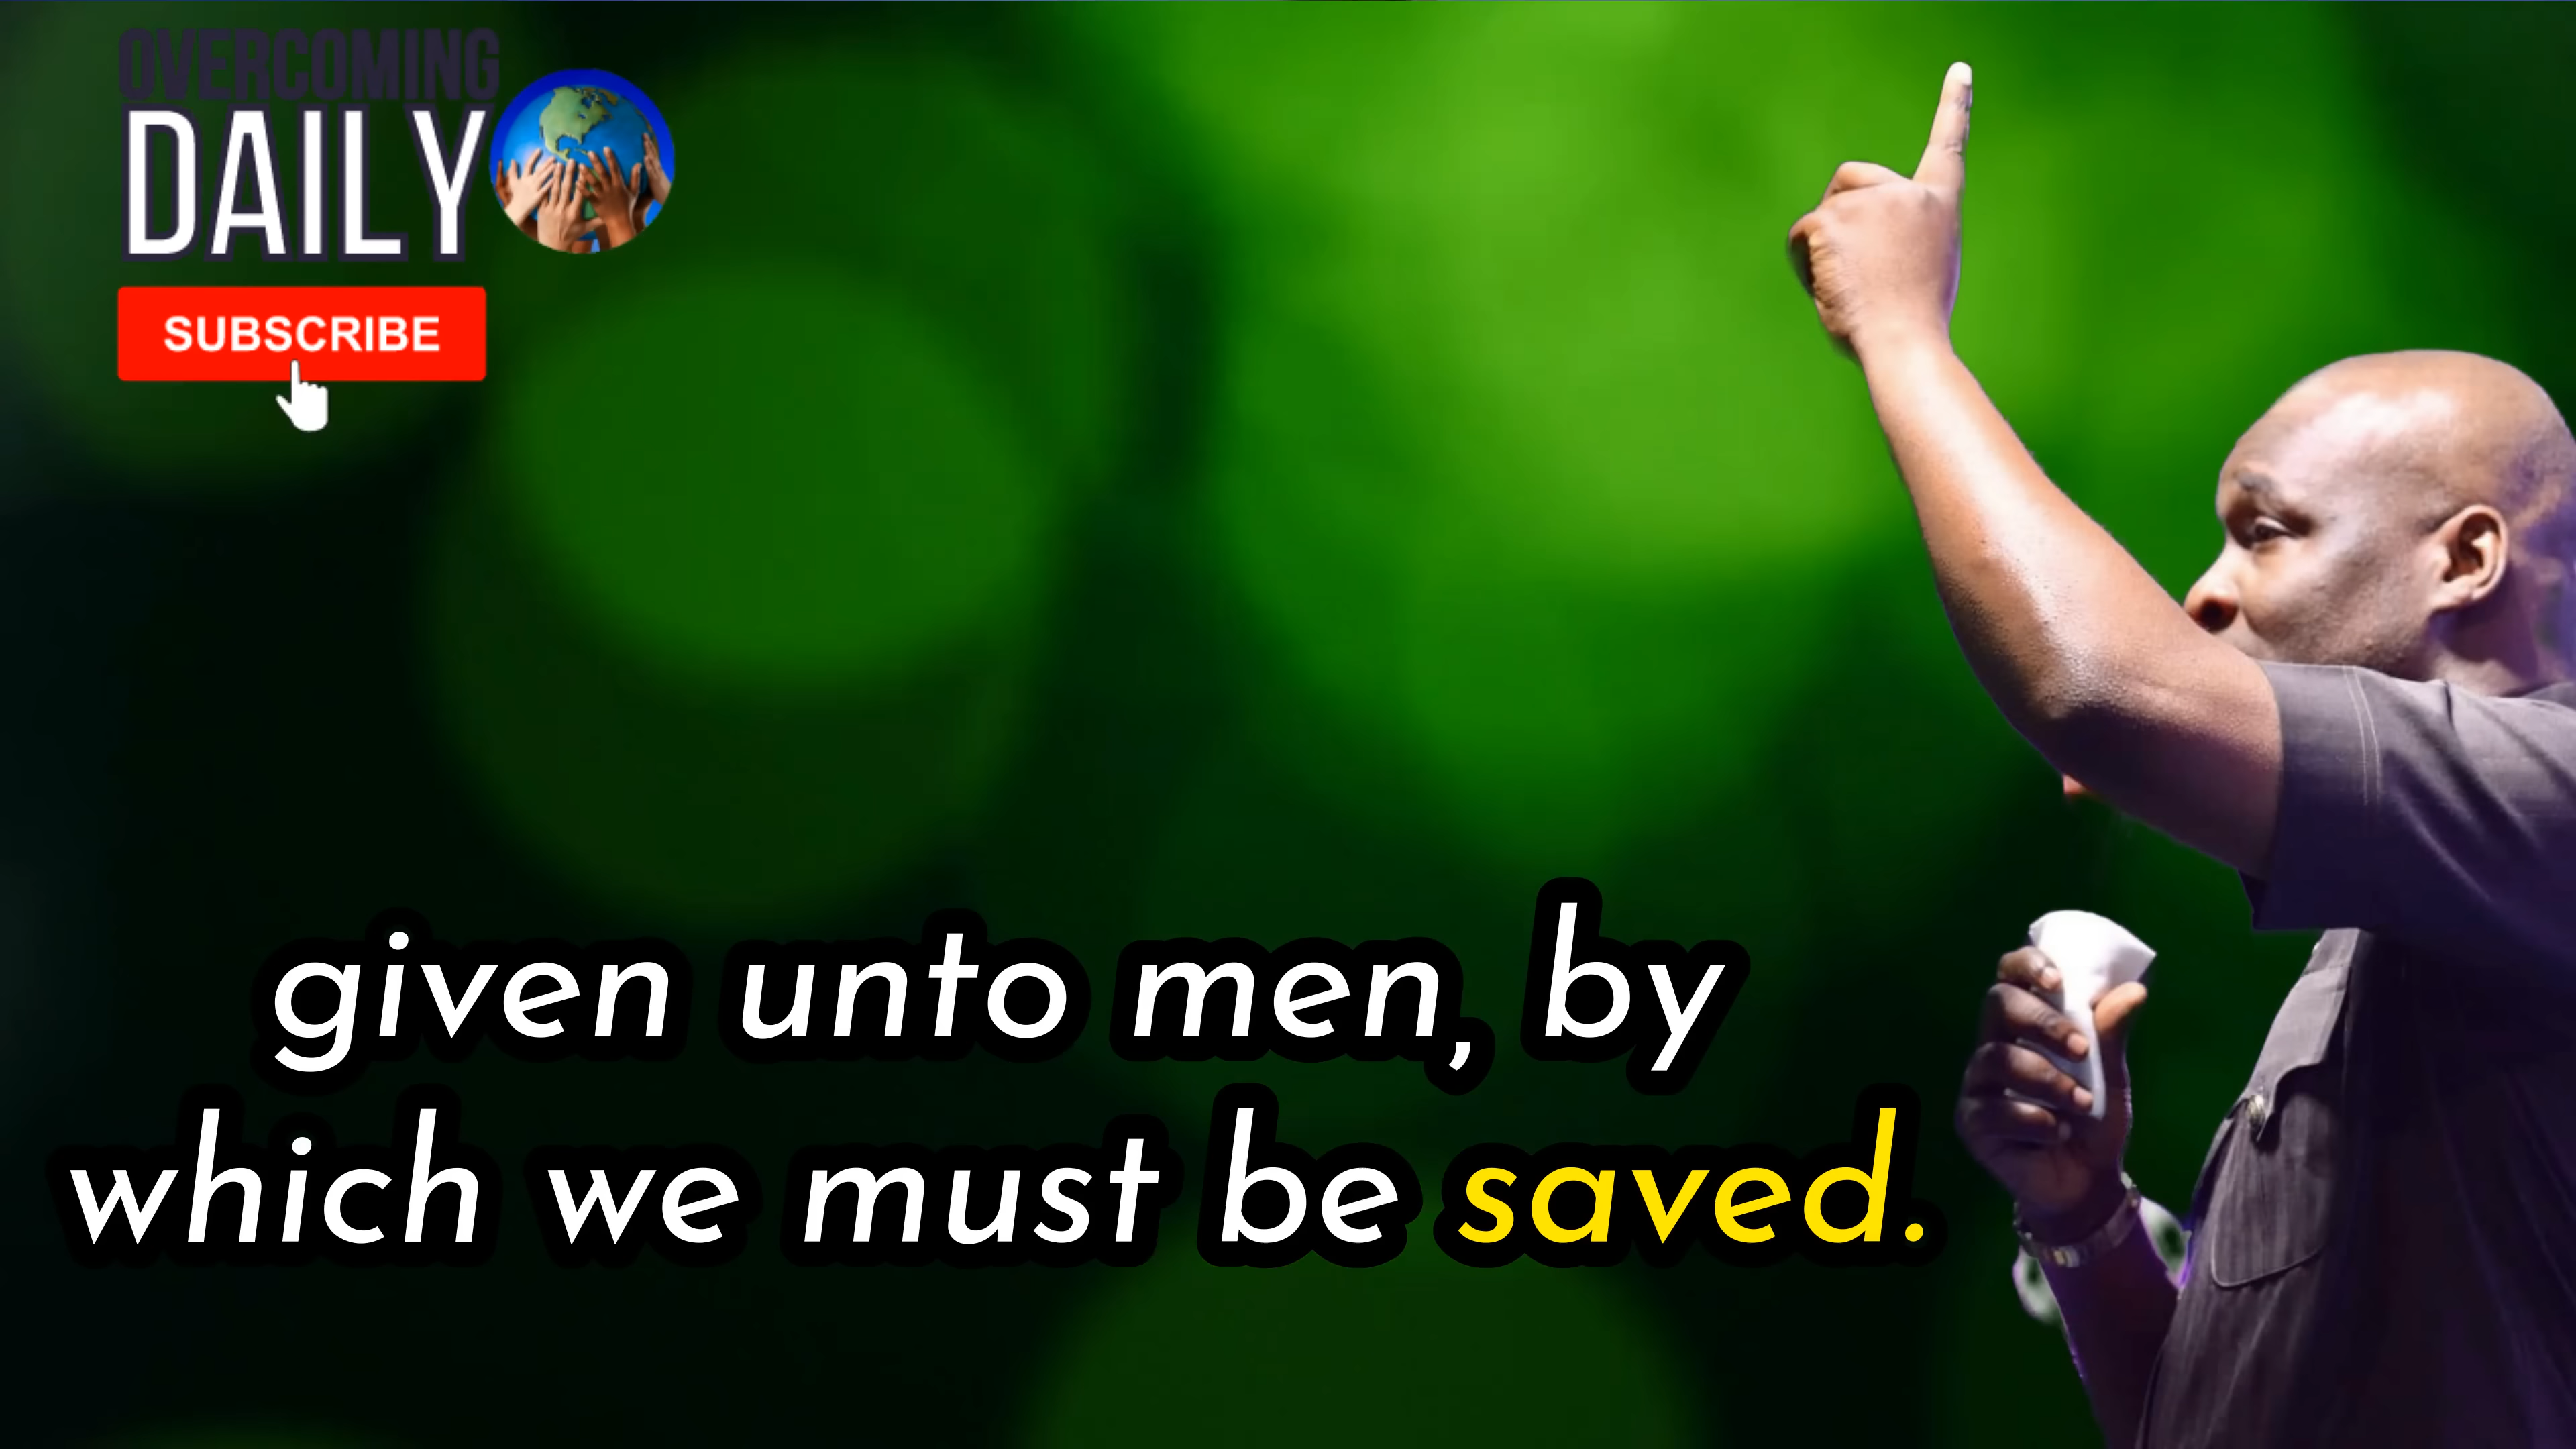 OVERCOMING
DAILY
SUBSCRIBE
given unto men, by
which we must be saved.